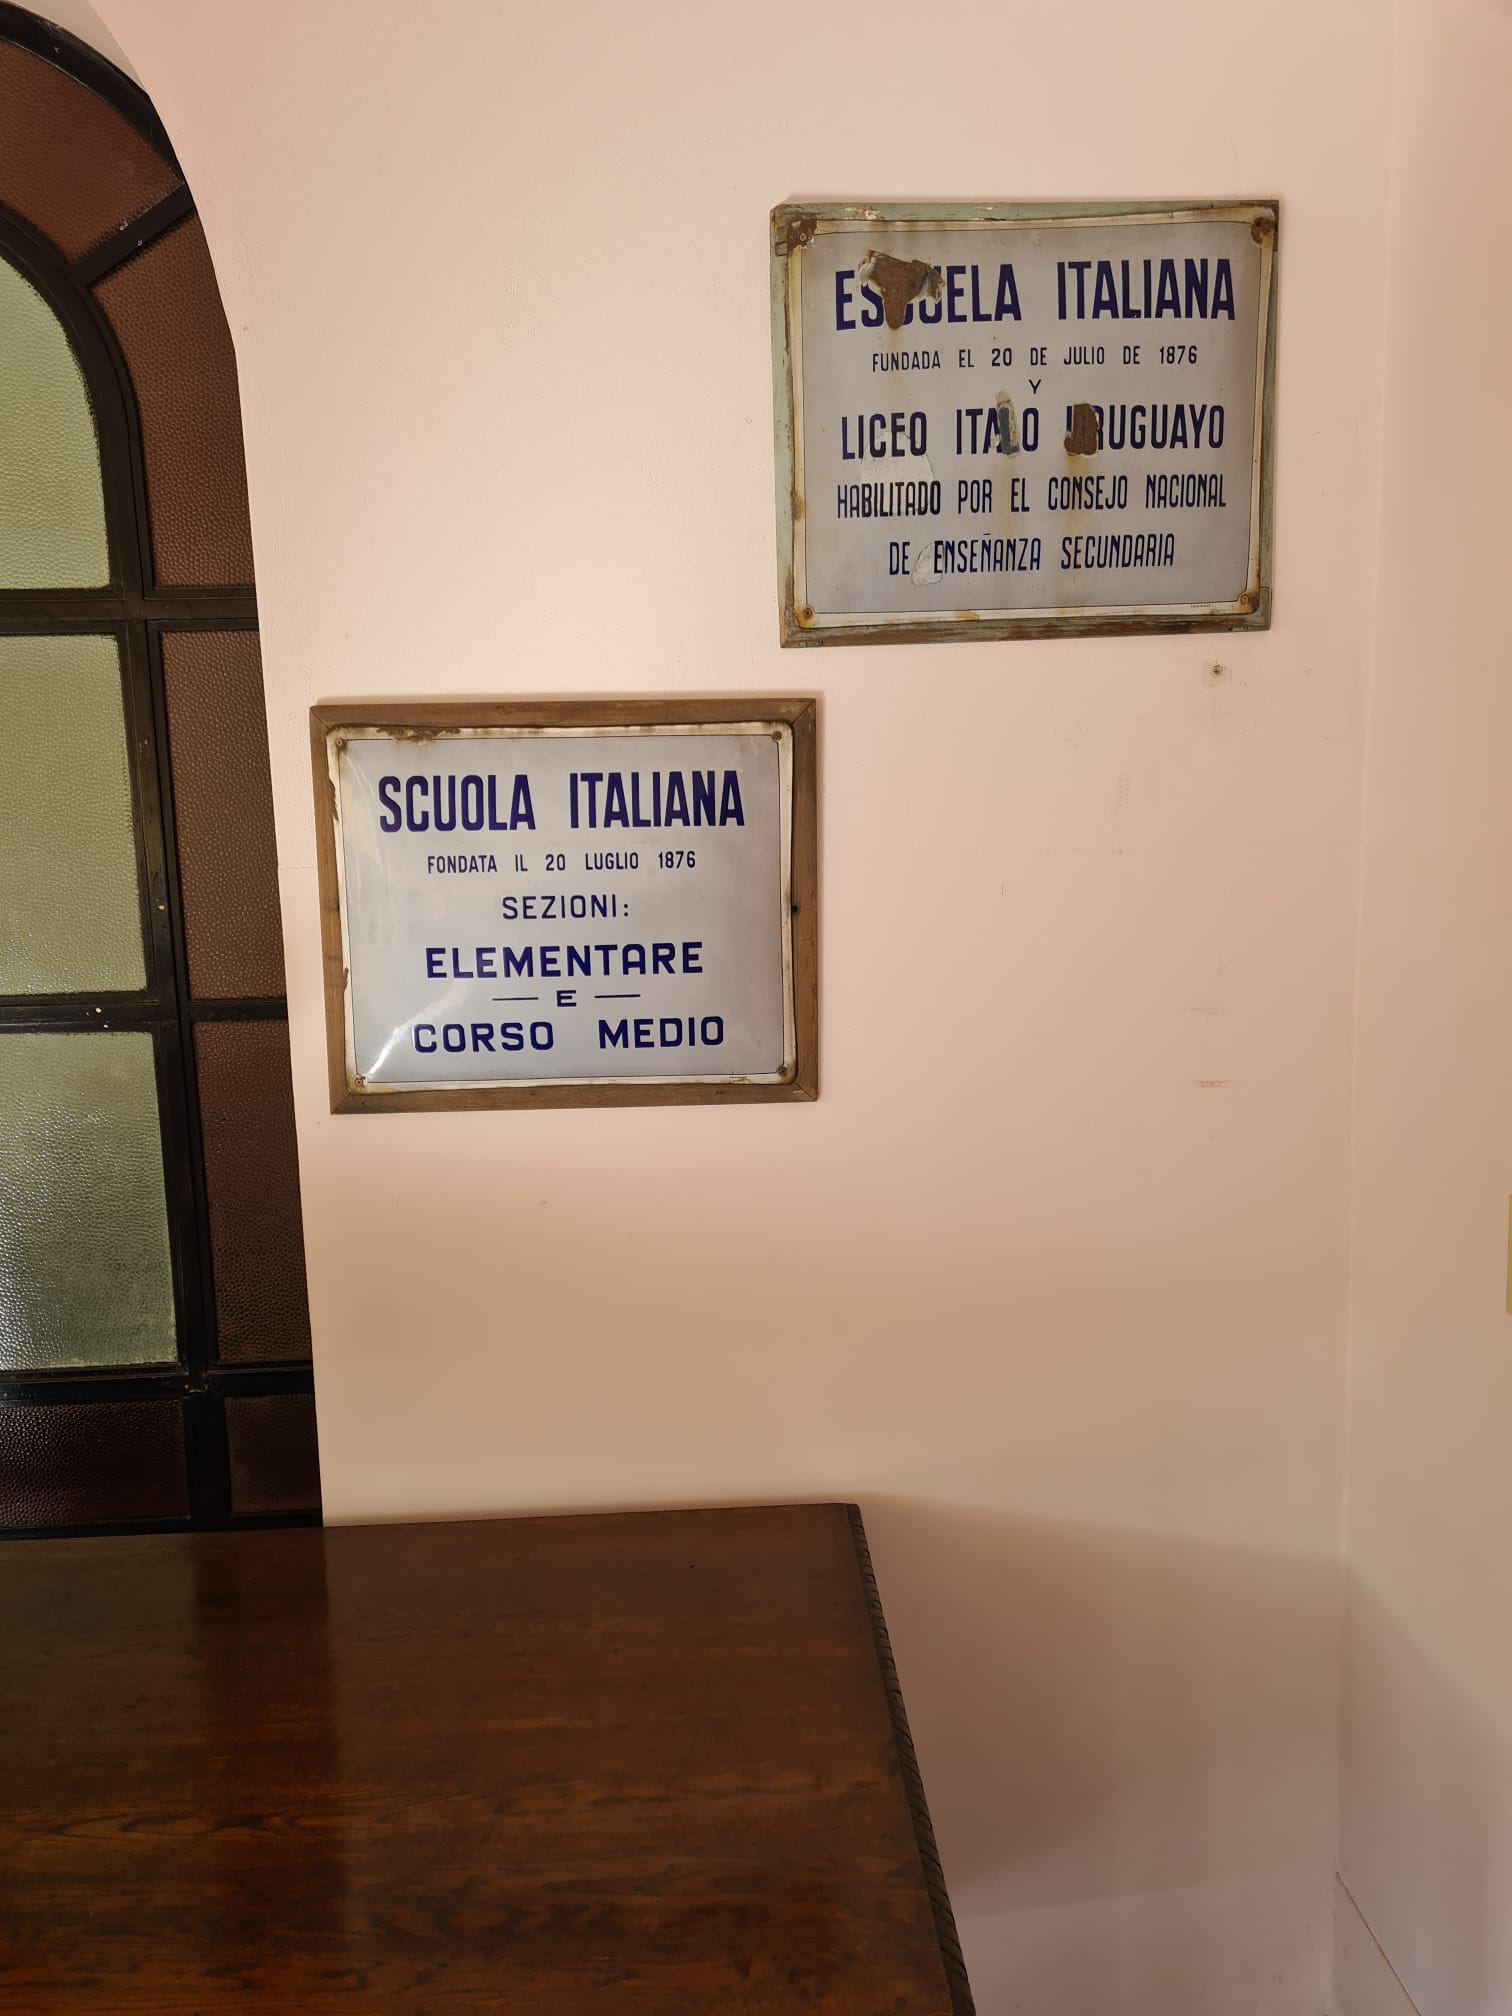 ESCUELA ITALIANA
FUNDADA EL 20 DE JULIO DE 1876
Y
LICEO ITALO URUGUAYO
HABILITADO POR EL CONSEJO NACIONAL
DE ENSEÑANZA SECUNDARIA
SCUOLA ITALIANA
FONDATA IL 20 LUGLIO 1876
SEZIONI:
ELEMENTARE
— E —
CORSO MEDIO